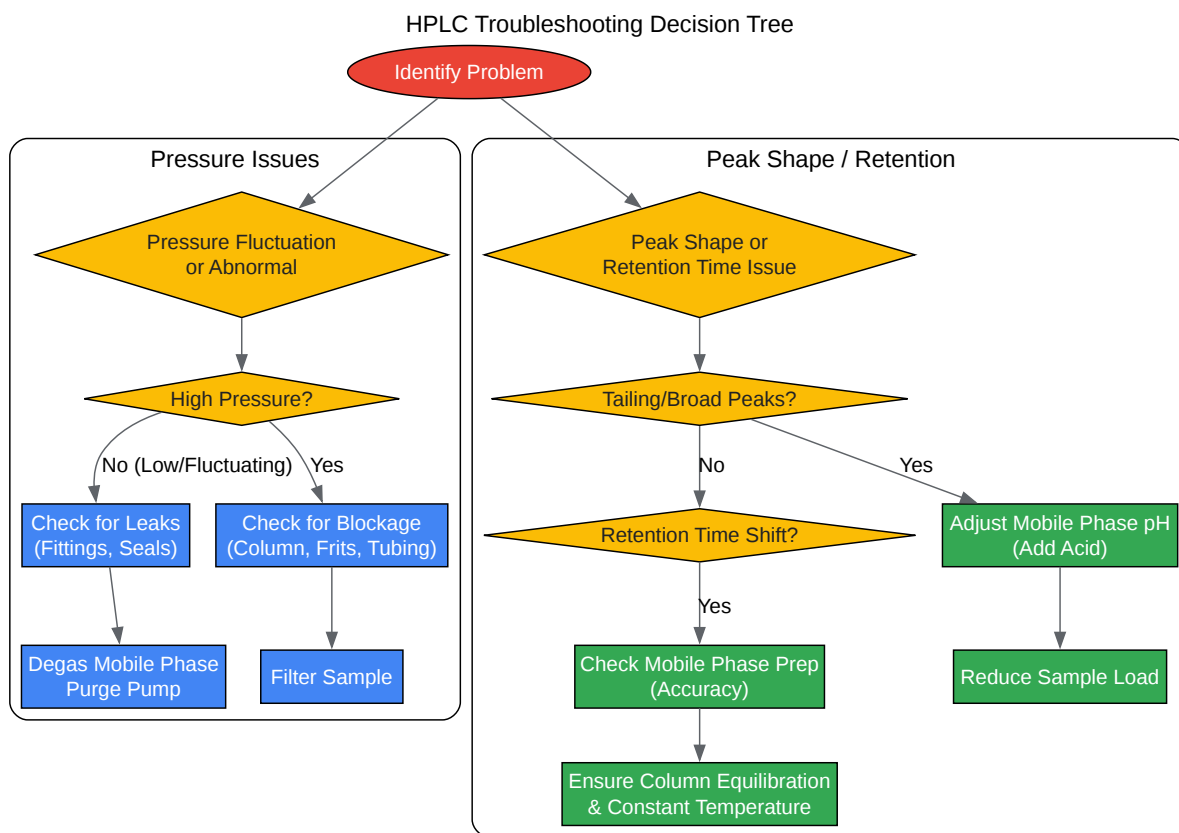 HPLC Troubleshooting Decision Tree
Identify Problem
Pressure Issues
Pressure Fluctuation
or Abnormal
High Pressure?
No (Low/Fluctuating)
Yes
Check for Leaks
(Fittings, Seals)
Check for Blockage
(Column, Frits, Tubing)
Degas Mobile Phase
Purge Pump
Filter Sample
Peak Shape / Retention
Peak Shape or
Retention Time Issue
Tailing/Broad Peaks?
No
Yes
Retention Time Shift?
Adjust Mobile Phase pH
(Add Acid)
Yes
Check Mobile Phase Prep
(Accuracy)
Reduce Sample Load
Ensure Column Equilibration
& Constant Temperature